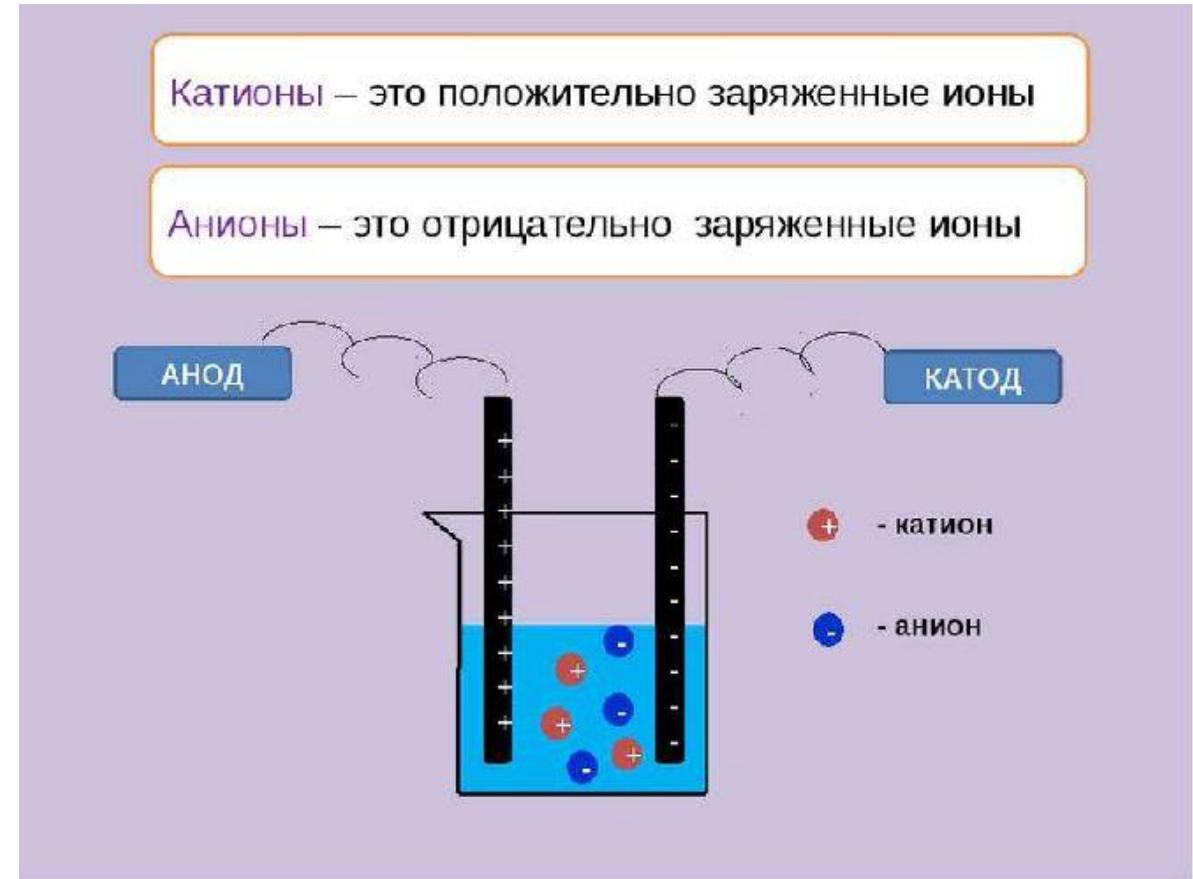 Катионы – это положительно заряженные ионы
Анионы – это отрицательно заряженные ионы
АНОД
КАТОД
+ - катион
- - анион